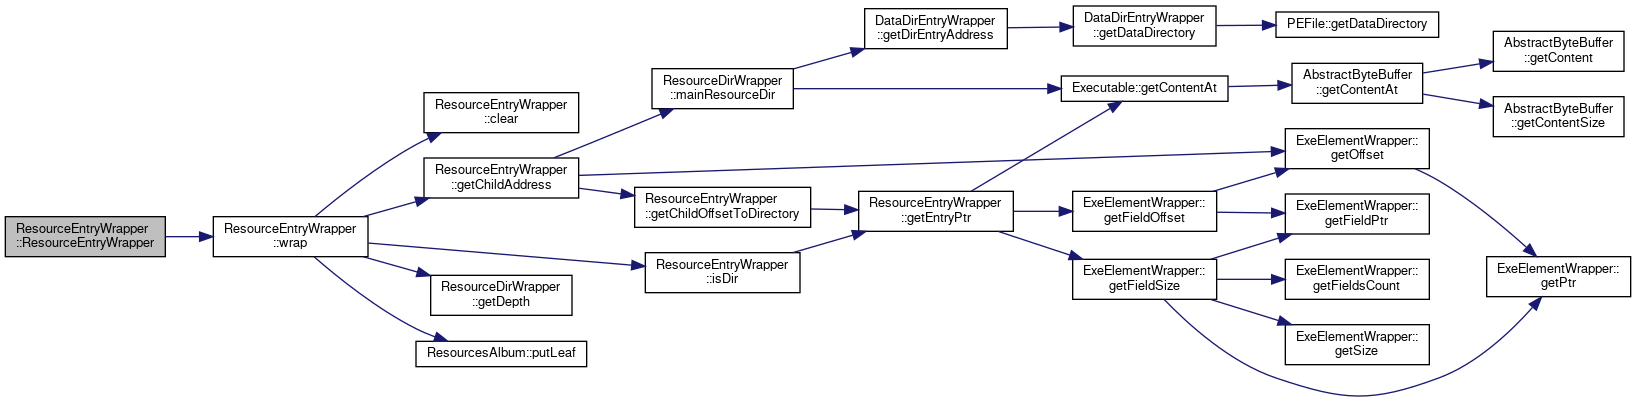 ResourceEntryWrapper
::ResourceEntryWrapper
ResourceEntryWrapper
::wrap
ResourceEntryWrapper
::clear
ResourceEntryWrapper
::getChildAddress
ResourceDirWrapper
::getDepth
ResourcesAlbum::putLeaf
ResourceDirWrapper
::mainResourceDir
ResourceEntryWrapper
::getChildOffsetToDirectory
ResourceEntryWrapper
::isDir
DataDirEntryWrapper
::getDirEntryAddress
ResourceEntryWrapper
::getEntryPtr
DataDirEntryWrapper
::getDataDirectory
Executable::getContentAt
ExeElementWrapper::
getFieldOffset
ExeElementWrapper::
getFieldSize
PEFile::getDataDirectory
AbstractByteBuffer
::getContentAt
ExeElementWrapper::
getOffset
ExeElementWrapper::
getFieldPtr
ExeElementWrapper::
getFieldsCount
ExeElementWrapper::
getSize
AbstractByteBuffer
::getContent
AbstractByteBuffer
::getContentSize
ExeElementWrapper::
getPtr